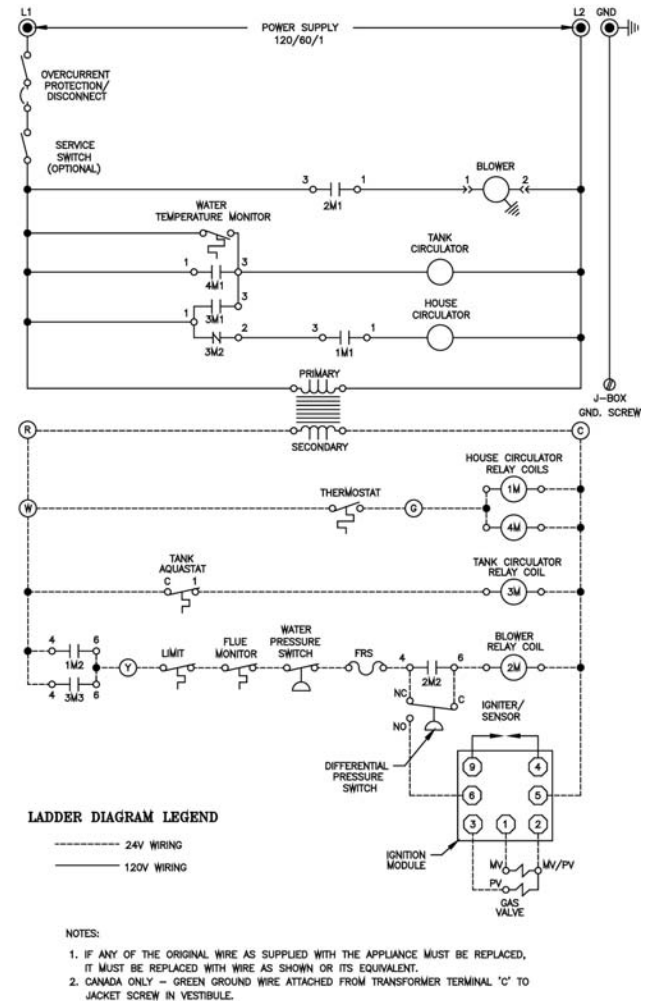 L1
POWER SUPPLY
120/60/1
L2
GND
OVERCURRENT
PROTECTION/
DISCONNECT
SERVICE
SWITCH
(OPTIONAL)
3
1
2M1
BLOWER
1
2
WATER
TEMPERATURE MONITOR
TANK
CIRCULATOR
1
3
4M1
3
3M1
HOUSE
CIRCULATOR
1
2
3M2
3
1
1M1
PRIMARY
J-BOX
GND. SCREW
R
SECONDARY
C
HOUSE CIRCULATOR
RELAY COILS
THERMOSTAT
1M
W
G
4M
TANK
AQUASTAT
C 1
TANK CIRCULATOR
RELAY COIL
3M
4
6
1M2
4
3M3
6
Y
LIMIT
FLUE
MONITOR
WATER
PRESSURE
SWITCH
FRS
4
6
2M2
BLOWER
RELAY COIL
2M
NC
C
NO
IGNITER/
SENSOR
DIFFERENTIAL
PRESSURE
SWITCH
9
4
6
5
3
1
2
IGNITION
MODULE
MV
MV/PV
PV
GAS
VALVE
LADDER DIAGRAM LEGEND
24V WIRING
120V WIRING
NOTES:
1. IF ANY OF THE ORIGINAL WIRE AS SUPPLIED WITH THE APPLIANCE MUST BE REPLACED,
IT MUST BE REPLACED WITH WIRE AS SHOWN OR ITS EQUIVALENT.
2. CANADA ONLY – GREEN GROUND WIRE ATTACHED FROM TRANSFORMER TERMINAL 'C' TO
JACKET SCREW IN VESTIBULE.